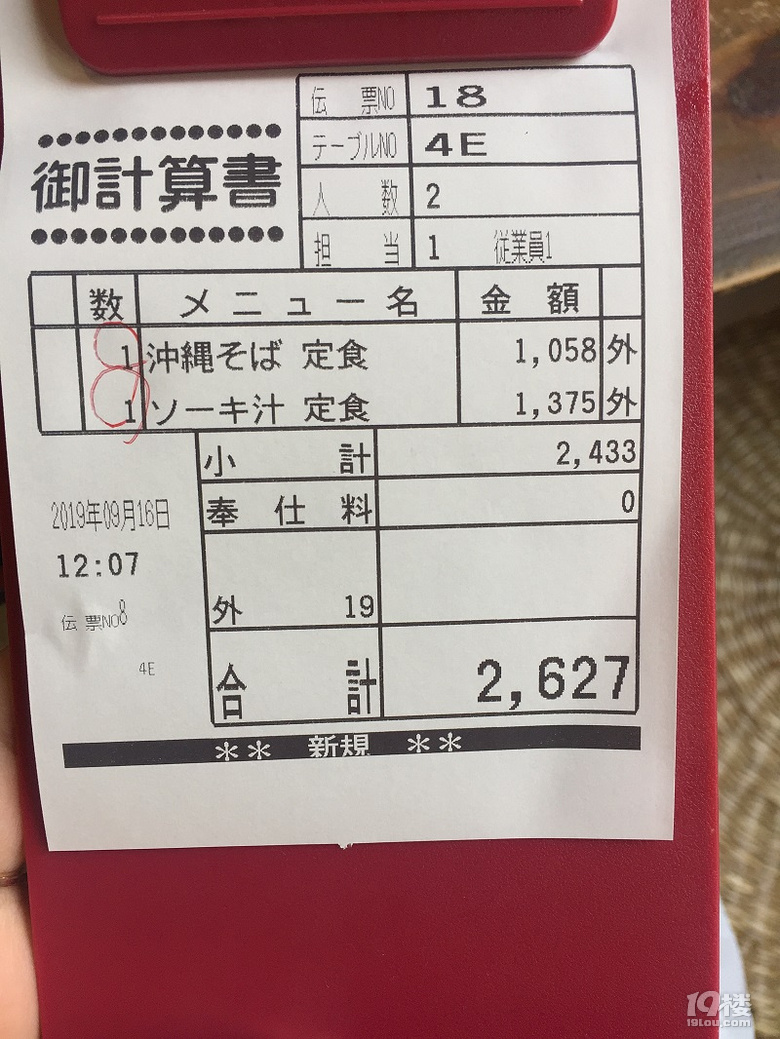 伝票NO 18
テーブルNO 4E
御計算書
人数 2
担当 1 従業員1
数 メニュー名 金額
1 沖縄そば 定食 1,058 外
1 ソーキ汁 定食 1,375 外
小計 2,433
奉仕料 0
2019年09月16日
12:07
外 19
伝票NO8
4E
合計 2,627
** 新規 **
19楼
19lou.com